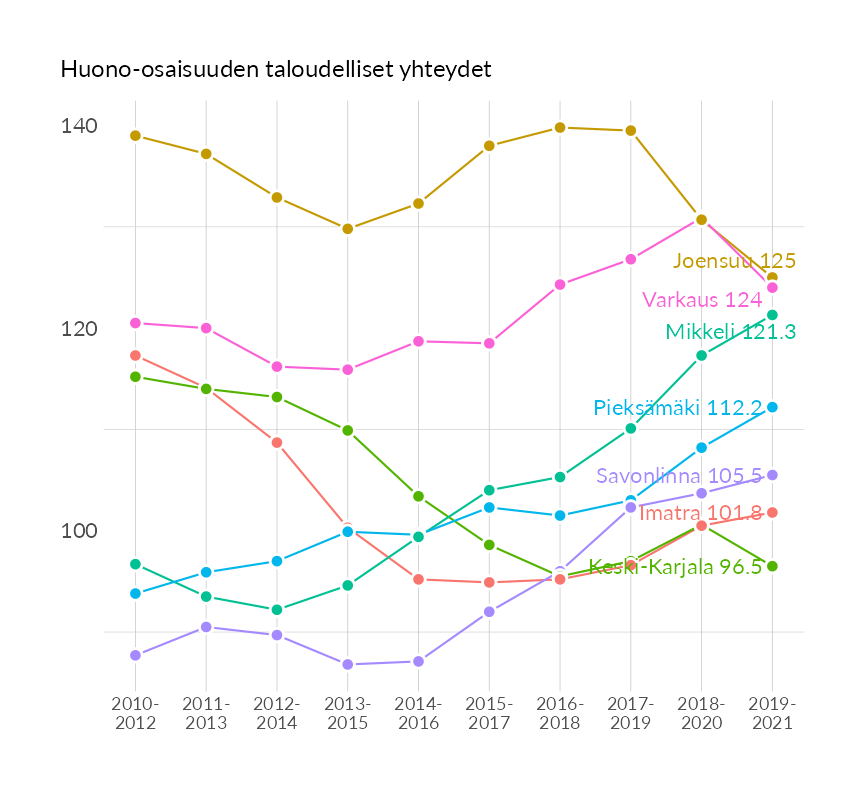 Huono-osaisuuden taloudelliset yhteydet
140
120
100
Joensuu 125
Varkaus 124
Mikkeli 121.3
Pieksämäki 112.2
Savonlinna 105.5
Imatra 101.8
Keski-Karjala 96.5
2010- 2011- 2012- 2013- 2014- 2015- 2016- 2017- 2018- 2019-
2012 2013 2014 2015 2016 2017 2018 2019 2020 2021